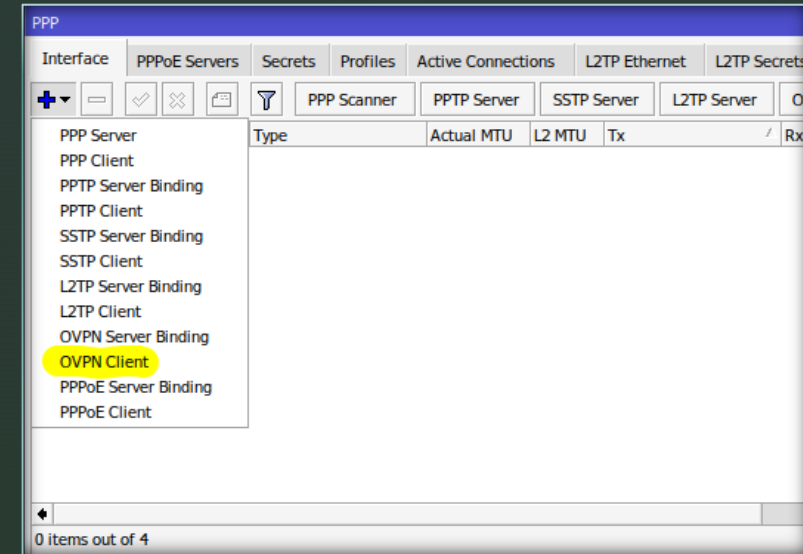 PPP
Interface PPPoE Servers Secrets Profiles Active Connections L2TP Ethernet L2TP Secrets
PPP Scanner PPTP Server SSTP Server L2TP Server O
Type Actual MTU L2 MTU Tx Rx
PPP Server
PPP Client
PPTP Server Binding
PPTP Client
SSTP Server Binding
SSTP Client
L2TP Server Binding
L2TP Client
OVPN Server Binding
OVPN Client
PPPoE Server Binding
PPPoE Client
0 items out of 4